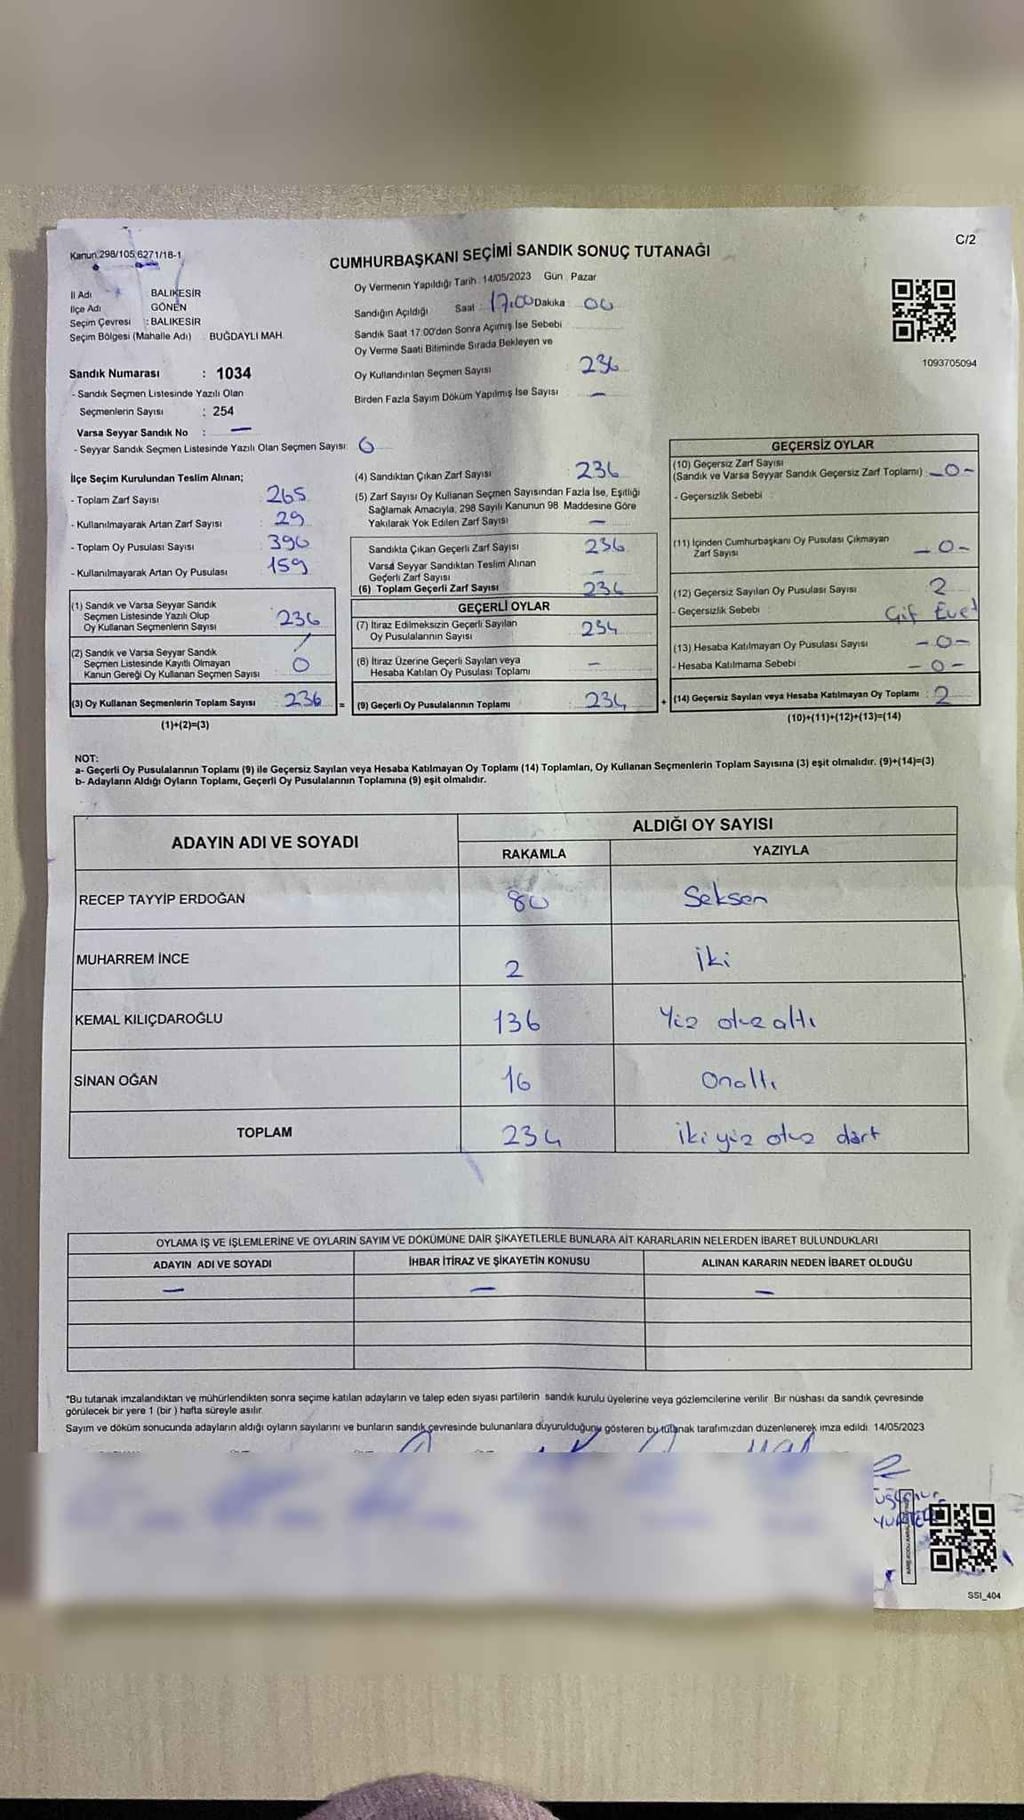 Kanun.298/105,6271/18-1
C/2
CUMHURBAŞKANI SEÇİMİ SANDIK SONUÇ TUTANAĞI
İl Adı BALIKESİR
İlçe Adı GÖNEN
Seçim Çevresi : BALIKESİR
Seçim Bölgesi (Mahalle Adı) BUĞDAYLI MAH.
Oy Vermenin Yapıldığı Tarih 14/05/2023 Gün Pazar
Sandığın Açıldığı Saat : 17:00 Dakika 00
Sandık Saat 17.00'den Sonra Açımış İse Sebebi
Oy Verme Saati Bitiminde Sırada Bekleyen ve
Oy Kullandırılan Seçmen Sayısı 236
Birden Fazla Sayım Döküm Yapılmış İse Sayısı –
1093705094
Sandık Numarası : 1034
- Sandık Seçmen Listesinde Yazılı Olan
Seçmenlerin Sayısı : 254
Varsa Seyyar Sandık No : –
- Seyyar Sandık Seçmen Listesinde Yazılı Olan Seçmen Sayısı: 0
İlçe Seçim Kurulundan Teslim Alınan;
- Toplam Zarf Sayısı 265
- Kullanılmayarak Artan Zarf Sayısı 29
- Toplam Oy Pusulası Sayısı 390
- Kullanılmayarak Artan Oy Pusulası 159
(1) Sandık ve Varsa Seyyar Sandık
Seçmen Listesinde Yazılı Olup
Oy Kullanan Seçmenlerin Sayısı 236
(2) Sandık ve Varsa Seyyar Sandık
Seçmen Listesinde Kayıtlı Olmayan
Kanun Gereği Oy Kullanan Seçmen Sayısı 0
(3) Oy Kullanan Seçmenlerin Toplam Sayısı 236
(1)+(2)=(3)
(4) Sandıktan Çıkan Zarf Sayısı 236
(5) Zarf Sayısı Oy Kullanan Seçmen Sayısından Fazla İse, Eşitliği
Sağlamak Amacıyla, 298 Sayılı Kanunun 98 Maddesine Göre
Yakılarak Yok Edilen Zarf Sayısı –
Sandıkta Çıkan Geçerli Zarf Sayısı 236
Varsa Seyyar Sandıktan Teslim Alınan
Geçerli Zarf Sayısı –
(6) Toplam Geçerli Zarf Sayısı 236
GEÇERLİ OYLAR
(7) İtiraz Edilmeksizin Geçerli Sayılan
Oy Pusulalarının Sayısı 234
(8) İtiraz Üzerine Geçerli Sayılan veya
Hesaba Katılan Oy Pusulası Toplamı –
= (9) Geçerli Oy Pusulalarının Toplamı 234 +
GEÇERSİZ OYLAR
(10) Geçersiz Zarf Sayısı
(Sandık ve Varsa Seyyar Sandık Geçersiz Zarf Toplamı) –0–
- Geçersizlik Sebebi :
(11) İçinden Cumhurbaşkanı Oy Pusulası Çıkmayan
Zarf Sayısı –0–
(12) Geçersiz Sayılan Oy Pusulası Sayısı 2
- Geçersizlik Sebebi : Çif Evet
(13) Hesaba Katılmayan Oy Pusulası Sayısı –0–
- Hesaba Katılmama Sebebi –0–
(14) Geçersiz Sayılan veya Hesaba Katılmayan Oy Toplamı 2
(10)+(11)+(12)+(13)=(14)
NOT:
a- Geçerli Oy Pusulalarının Toplamı (9) ile Geçersiz Sayılan veya Hesaba Katılmayan Oy Toplamı (14) Toplamları, Oy Kullanan Seçmenlerin Toplam Sayısına (3) eşit olmalıdır. (9)+(14)=(3)
b- Adayların Aldığı Oyların Toplamı, Geçerli Oy Pusulalarının Toplamına (9) eşit olmalıdır.
ADAYIN ADI VE SOYADI ALDIĞI OY SAYISI
RAKAMLA YAZIYLA
RECEP TAYYİP ERDOĞAN 80 Seksen
MUHARREM İNCE 2 İki
KEMAL KILIÇDAROĞLU 136 Yüz otuz altı
SİNAN OĞAN 16 Onaltı
TOPLAM 234 İki yüz otuz dört
OYLAMA İŞ VE İŞLEMLERİNE VE OYLARIN SAYIM VE DÖKÜMÜNE DAİR ŞİKAYETLERLE BUNLARA AİT KARARLARIN NELERDEN İBARET BULUNDUKLARI
ADAYIN ADI VE SOYADI İHBAR İTİRAZ VE ŞİKAYETİN KONUSU ALINAN KARARIN NEDEN İBARET OLDUĞU
– – –
*Bu tutanak imzalandıktan ve mühürlendikten sonra seçime katılan adayların ve talep eden siyası partilerin sandık kurulu üyelerine veya gözlemcilerine verilir. Bir nüshası da sandık çevresinde
görülecek bir yere 1 (bir ) hafta süreyle asılır.
Sayım ve döküm sonucunda adayların aldığı oyların sayılarını ve bunların sandık çevresinde bulunanlara duyurulduğunu gösteren bu tutanak tarafımızdan düzenlenerek imza edildi. 14/05/2023
SSI_404